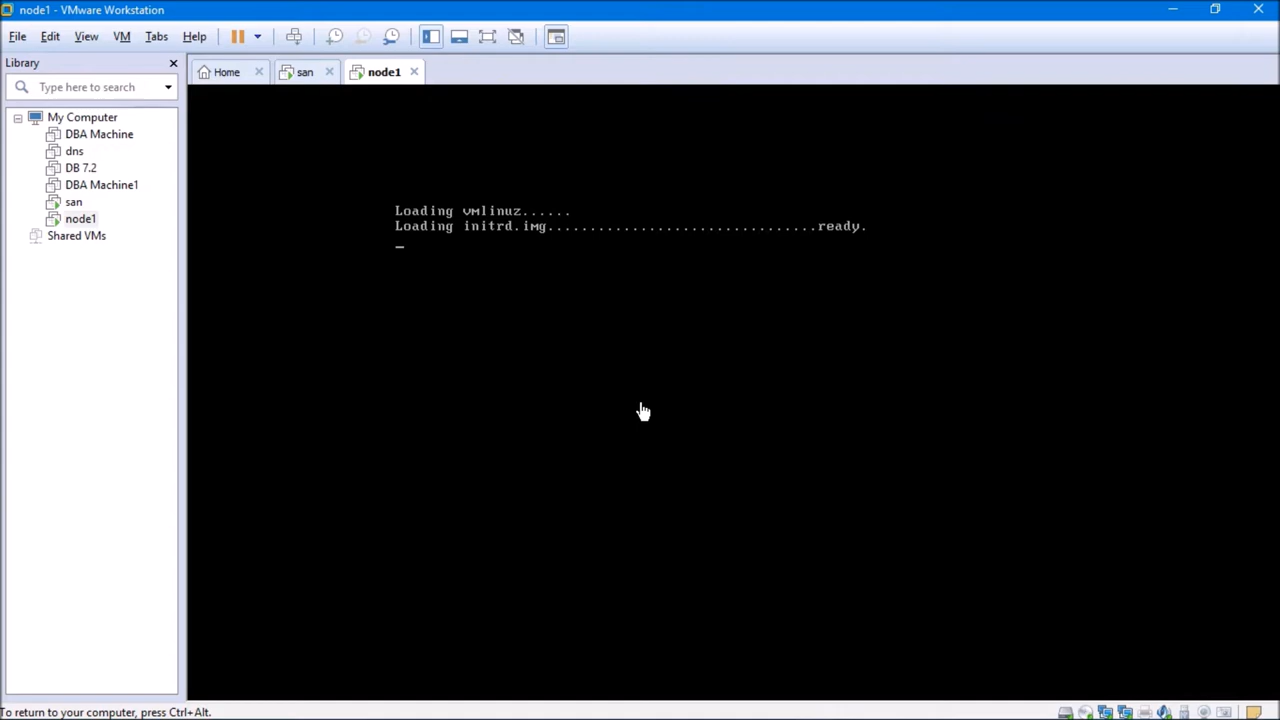 node1 - VMware Workstation
File Edit View VM Tabs Help
Library
Type here to search
My Computer
DBA Machine
dns
DB 7.2
DBA Machine1
san
node1
Shared VMs
Home san node1
Loading vmlinuz......
Loading initrd.img................................ready.
To return to your computer, press Ctrl+Alt.